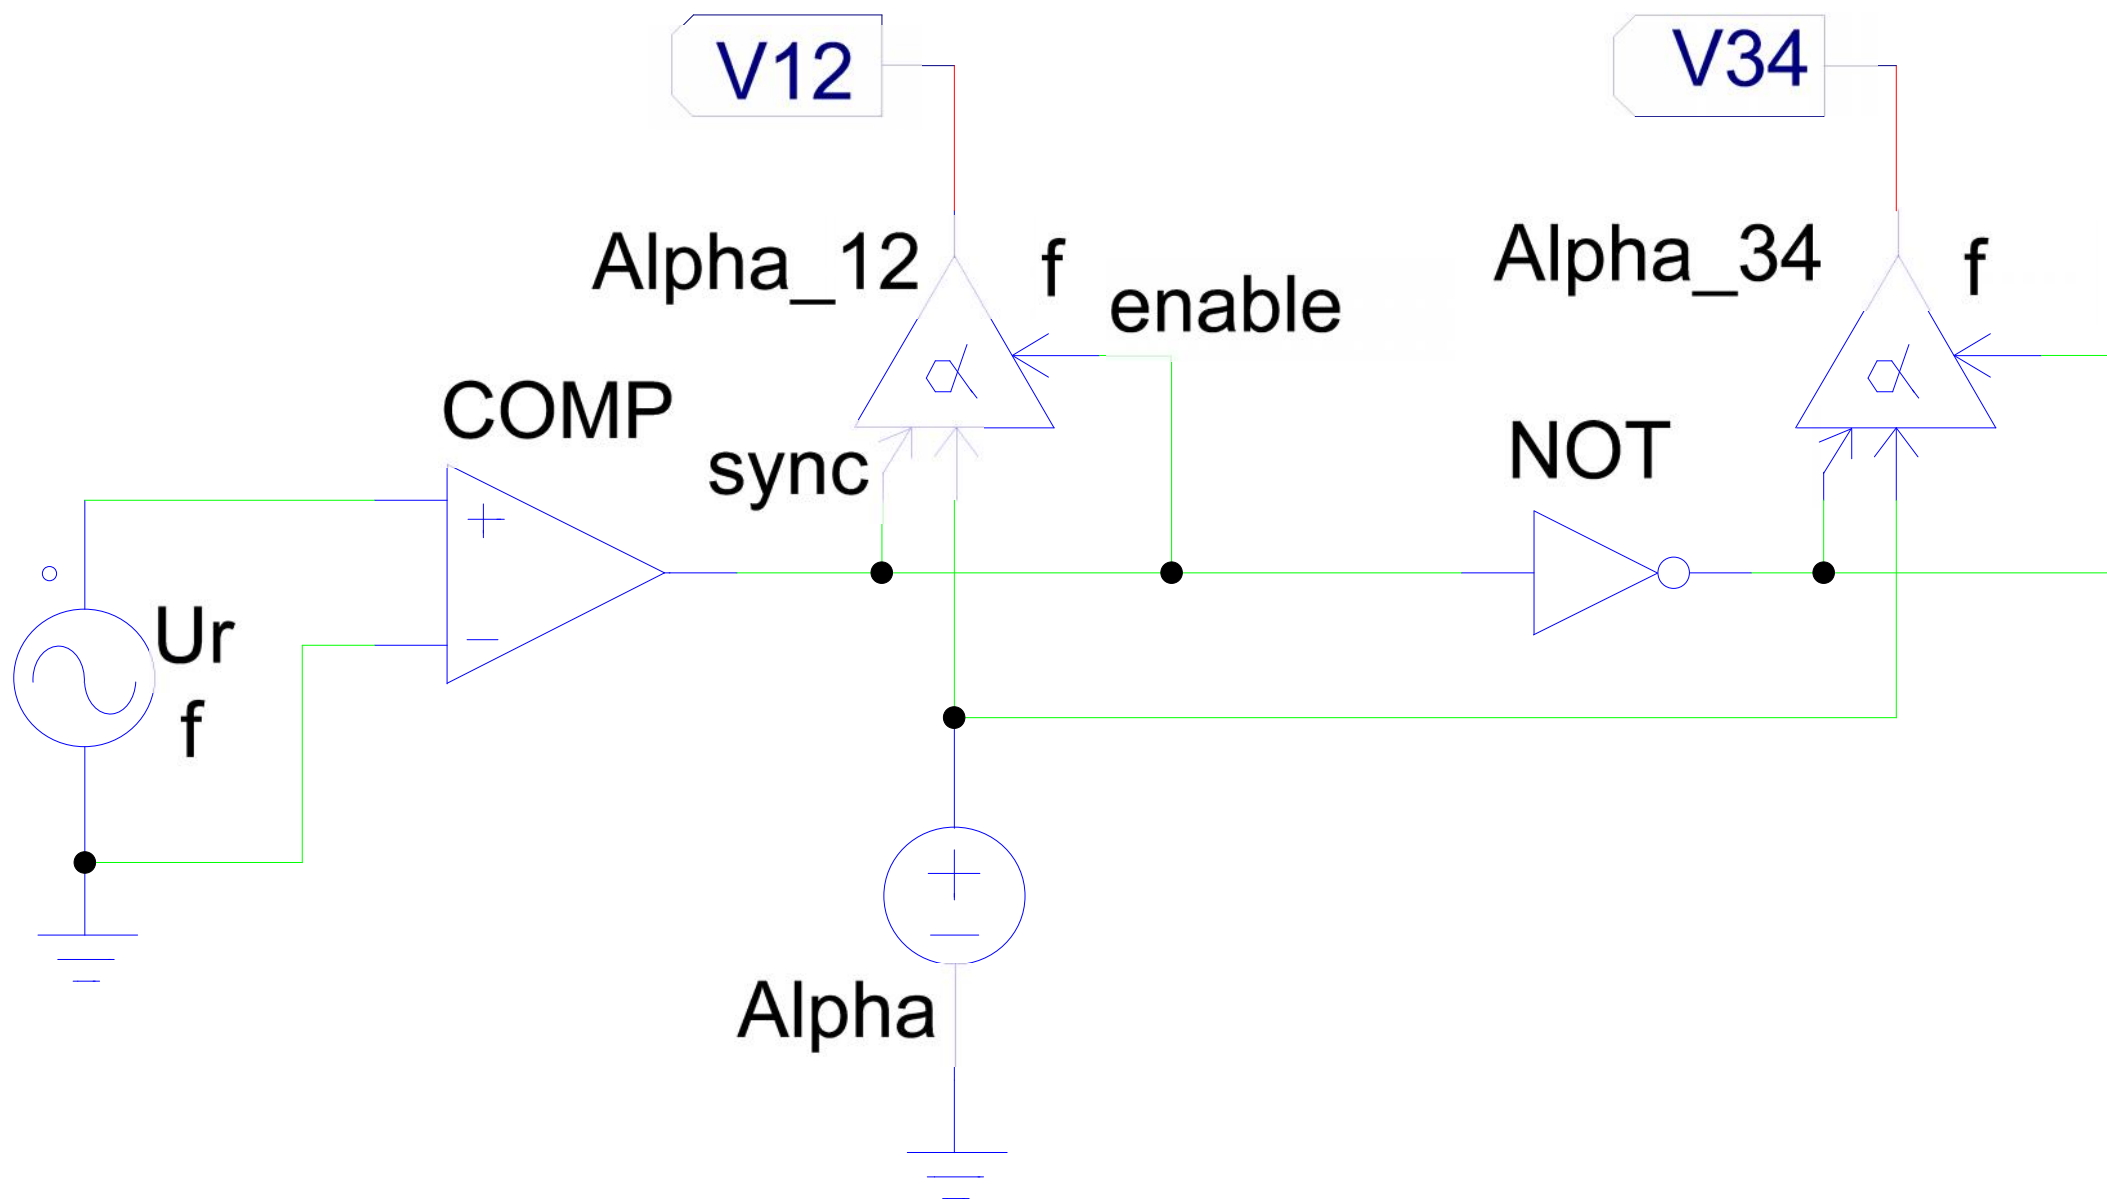 V12
V34
Alpha_12
f
enable
Alpha_34
f
COMP
sync
NOT
Ur
f
Alpha